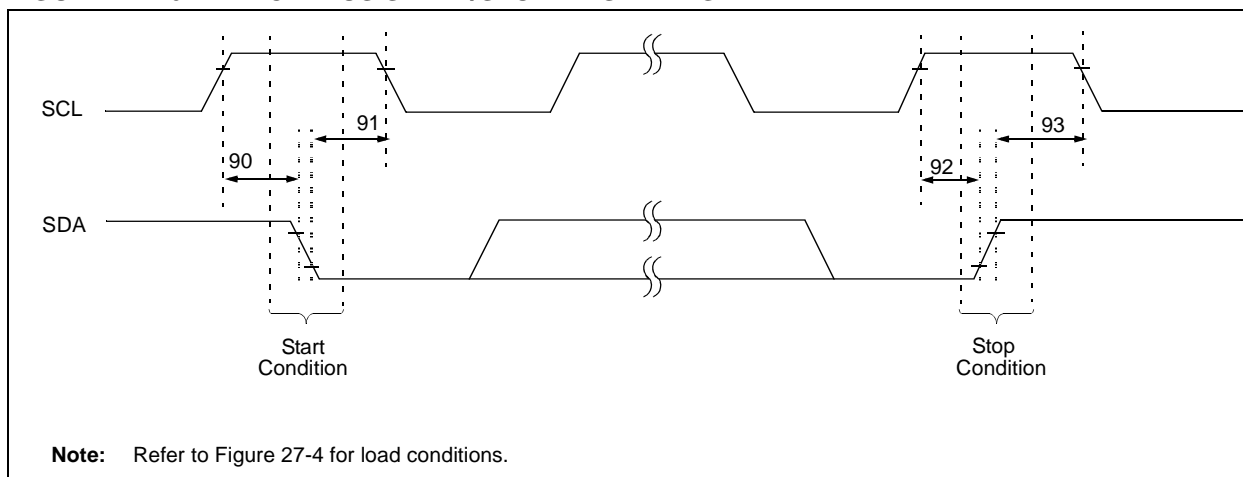 SCL
91
93
90
92
SDA
Start
Condition
Stop
Condition
Note: Refer to Figure 27-4 for load conditions.